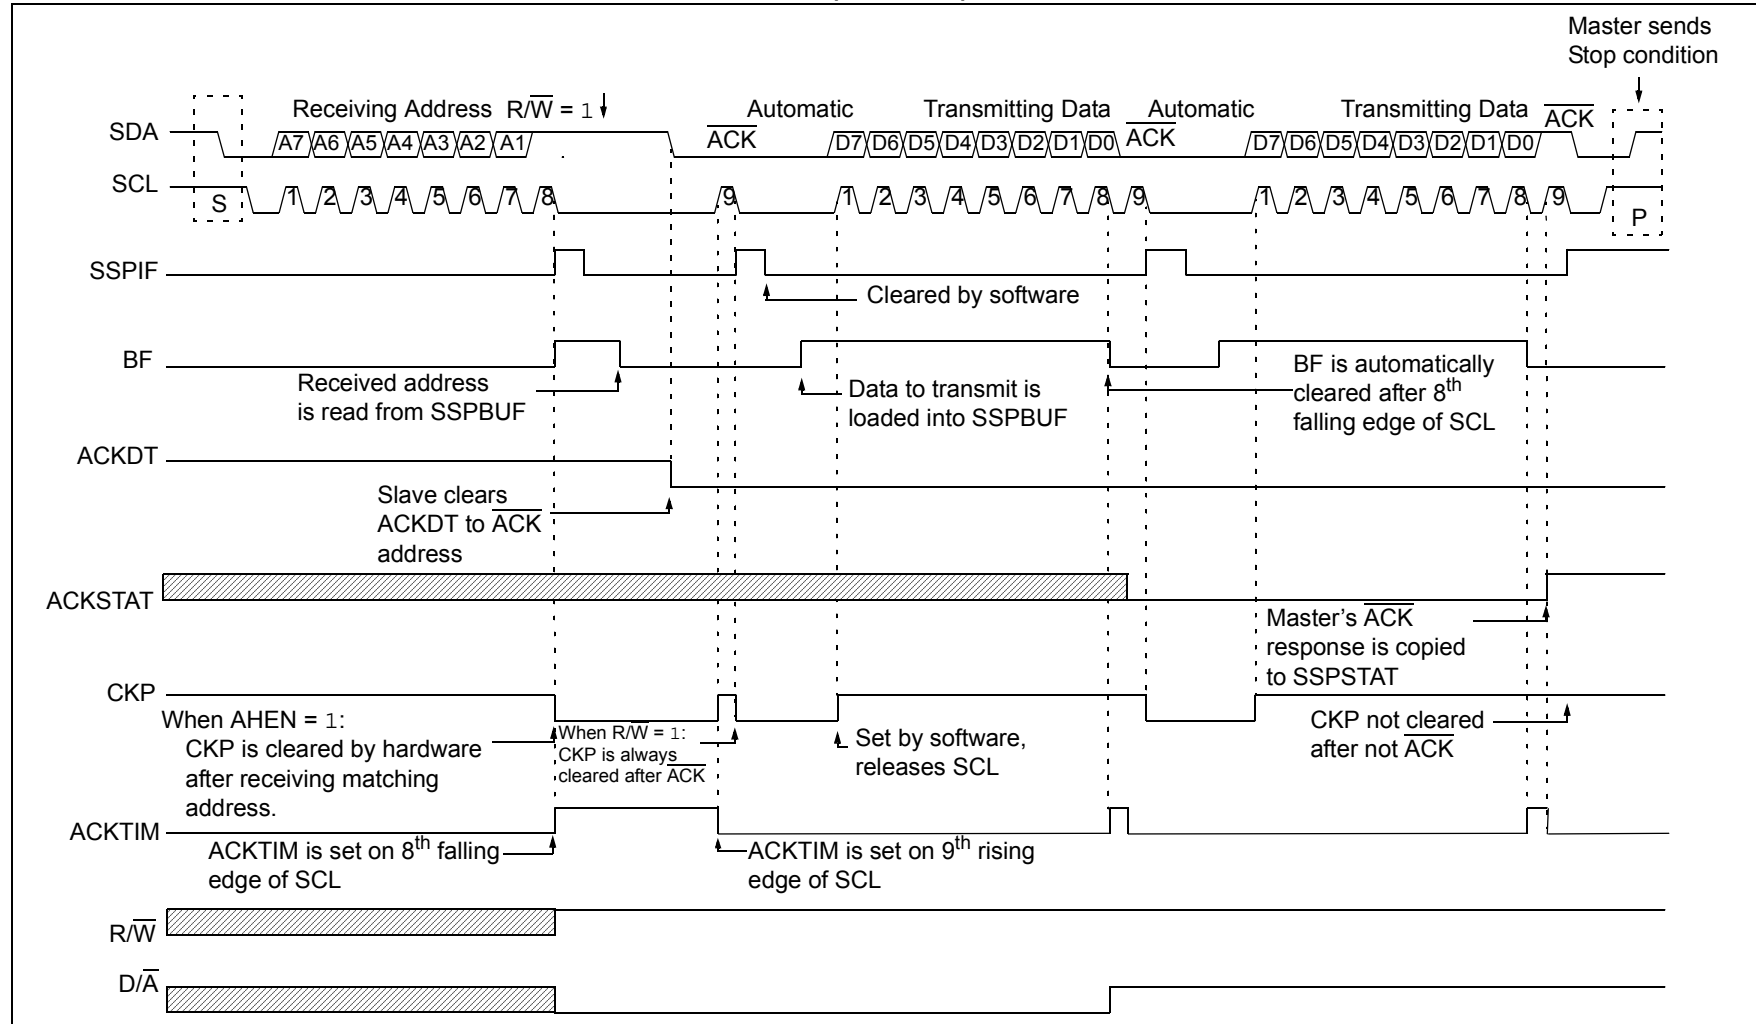 Master sends
Stop condition
Receiving Address R/W̅ = 1
Automatic
Transmitting Data
Automatic
Transmitting Data
A̅C̅K̅
SDA
A7 A6 A5 A4 A3 A2 A1
A̅C̅K̅
D7 D6 D5 D4 D3 D2 D1 D0
A̅C̅K̅
D7 D6 D5 D4 D3 D2 D1 D0
SCL
S
1 2 3 4 5 6 7 8
9
1 2 3 4 5 6 7 8 9
1 2 3 4 5 6 7 8 9
P
SSPIF
Cleared by software
BF
Received address
is read from SSPBUF
Data to transmit is
loaded into SSPBUF
BF is automatically
cleared after 8th
falling edge of SCL
ACKDT
Slave clears
ACKDT to A̅C̅K̅
address
ACKSTAT
Master’s A̅C̅K̅
response is copied
to SSPSTAT
CKP
When AHEN = 1:
CKP is cleared by hardware
after receiving matching
address.
When R/W̅ = 1:
CKP is always
cleared after A̅C̅K̅
Set by software,
releases SCL
CKP not cleared
after not A̅C̅K̅
ACKTIM
ACKTIM is set on 8th falling
edge of SCL
ACKTIM is set on 9th rising
edge of SCL
R/W̅
D/A̅